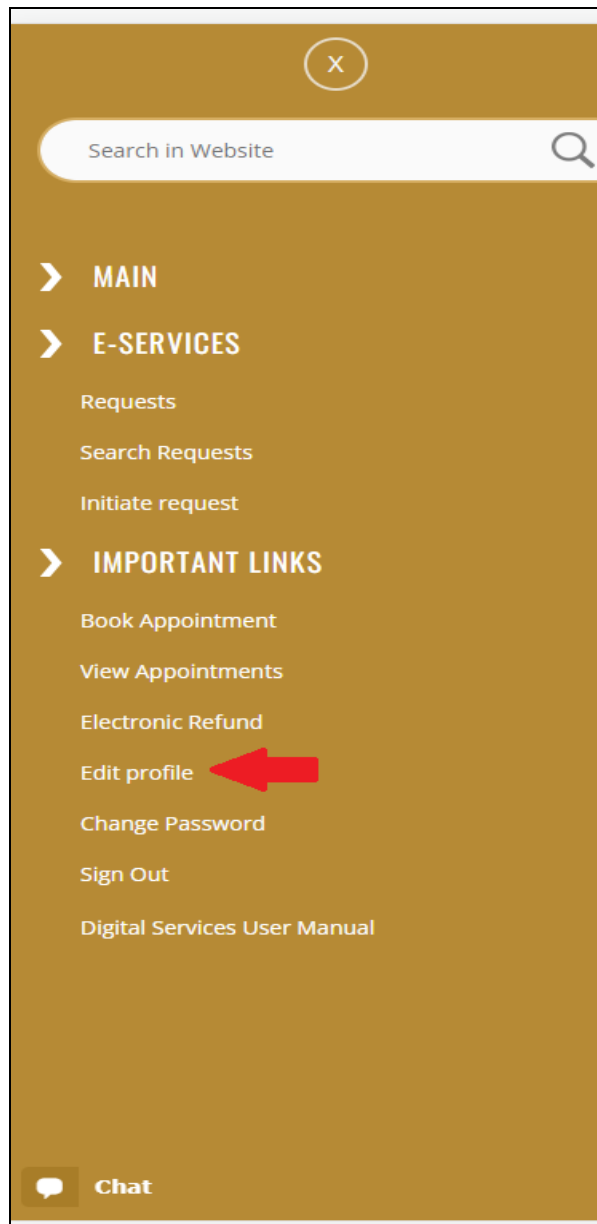 X
Search in Website
MAIN
E-SERVICES
Requests
Search Requests
Initiate request
IMPORTANT LINKS
Book Appointment
View Appointments
Electronic Refund
Edit profile
Change Password
Sign Out
Digital Services User Manual
Chat